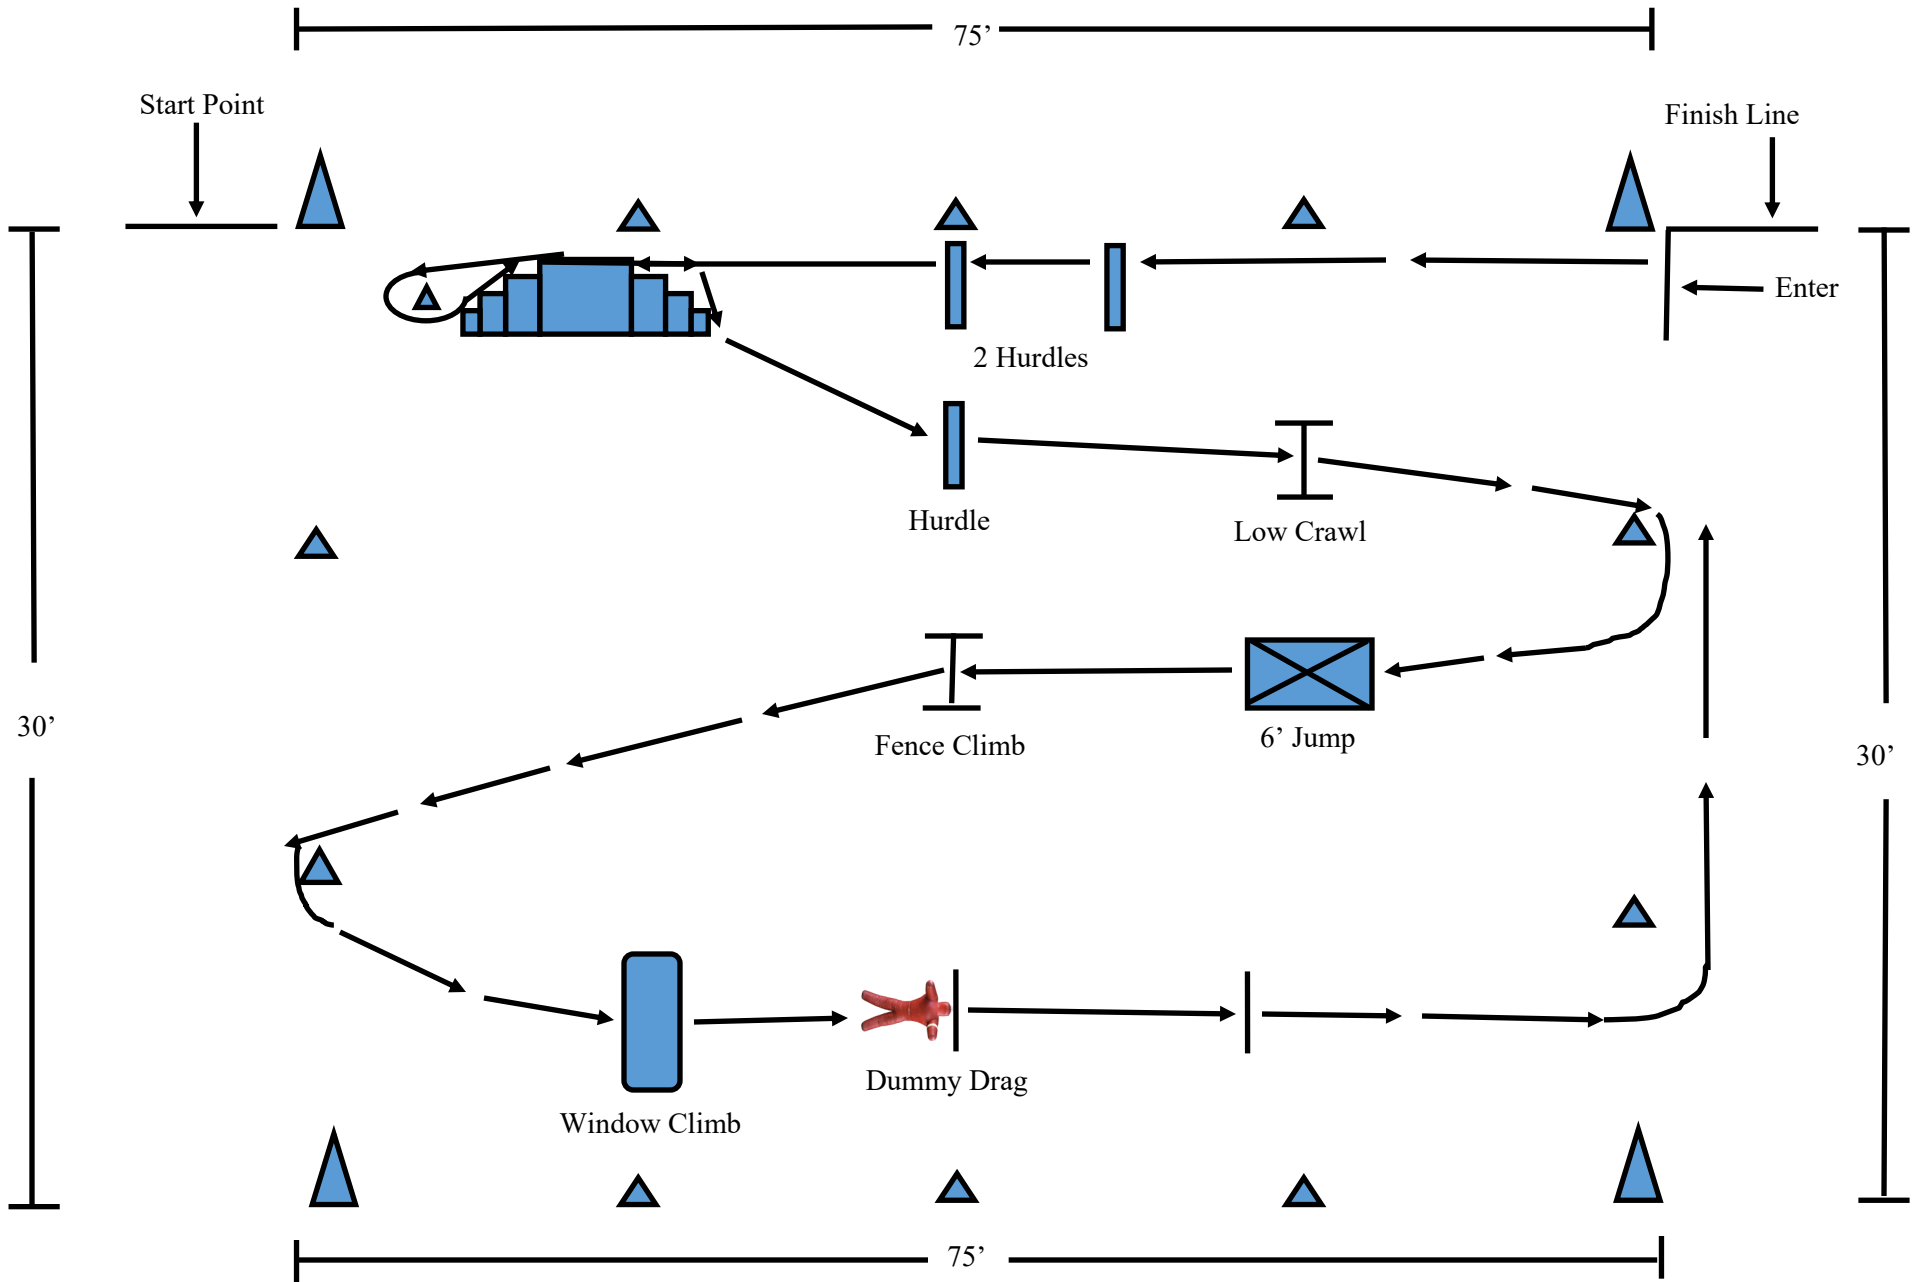 75’
Start Point
Finish Line
Enter
2 Hurdles
Hurdle
Low Crawl
30’
Fence Climb
6’ Jump
30’
Dummy Drag
Window Climb
75’